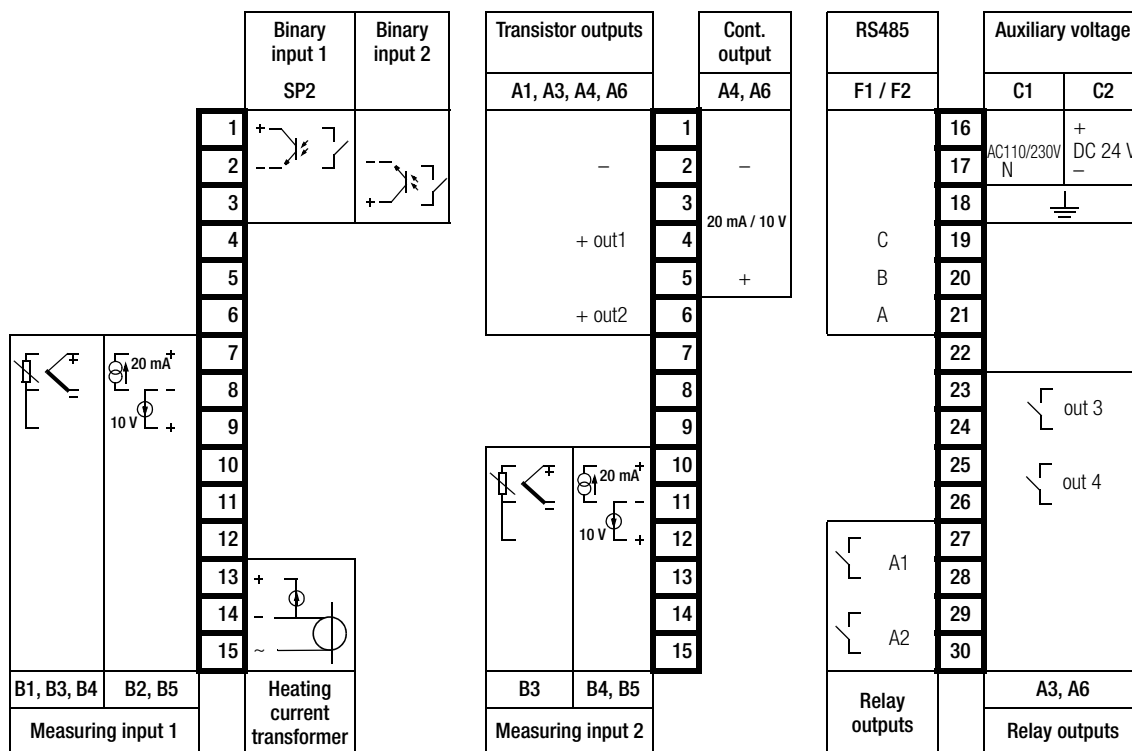 Binary input 1
Binary input 2
Transistor outputs
Cont. output
RS485
Auxiliary voltage
SP2
A1, A3, A4, A6
A4, A6
F1 / F2
C1
C2
1
+
1
16
+
AC110/230V
DC 24 V
2
– –
2
–
–
17
N
–
3
+
3
20 mA / 10 V
18
4
+ out1
4
C
19
5
5
+
B
20
6
+ out2
6
A
21
+
20 mA
+
7
7
22
–
8
8
23
out 3
10 V
+
9
9
24
10
+
20 mA
+
10
25
out 4
11
–
11
26
12
10 V
+
12
A1
27
13
+
13
28
14
–
14
A2
29
15
~
15
30
B1, B3, B4
B2, B5
Heating current transformer
B3
B4, B5
Relay outputs
A3, A6
Measuring input 1
Measuring input 2
Relay outputs